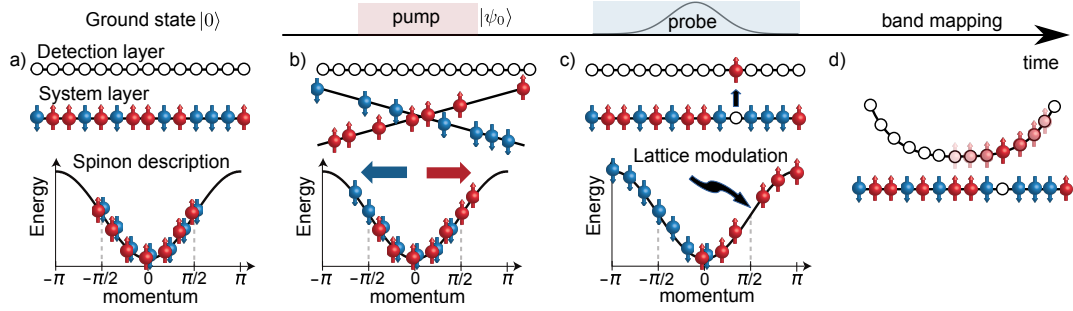 Ground state |0⟩
pump
|ψ₀⟩
probe
band mapping
time
a)
Detection layer
System layer
Spinon description
Energy
−π −π/2 0 π/2 π
momentum
b)
Energy
−π −π/2 0 π/2 π
momentum
c)
Lattice modulation
Energy
−π −π/2 0 π/2 π
momentum
d)